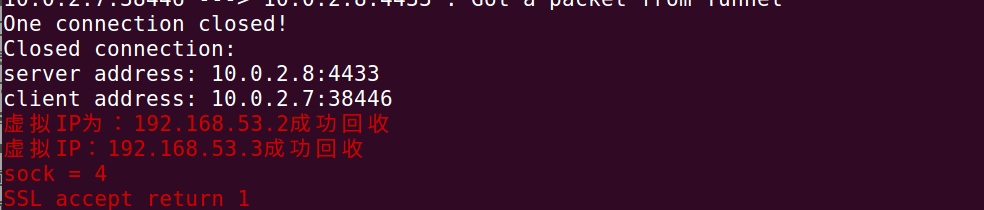 10.0.2.7:38446 ---> 10.0.2.8:4433 : Got a packet from Tunnel
One connection closed!
Closed connection:
server address: 10.0.2.8:4433
client address: 10.0.2.7:38446
虚拟IP为：192.168.53.2成功回收
虚拟IP：192.168.53.3成功回收
sock = 4
SSL_accept return 1